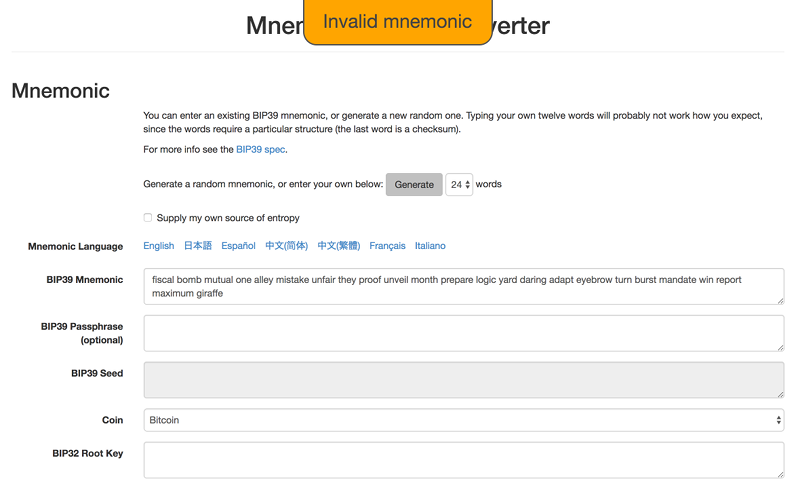 Invalid mnemonic
Mne verter
Mnemonic
You can enter an existing BIP39 mnemonic, or generate a new random one. Typing your own twelve words will probably not work how you expect,
since the words require a particular structure (the last word is a checksum).
For more info see the BIP39 spec.
Generate a random mnemonic, or enter your own below: Generate 24 words
Supply my own source of entropy
Mnemonic Language English 日本語 Español 中文(简体) 中文(繁體) Français Italiano
BIP39 Mnemonic fiscal bomb mutual one alley mistake unfair they proof unveil month prepare logic yard daring adapt eyebrow turn burst mandate win report
maximum giraffe
BIP39 Passphrase
(optional)
BIP39 Seed
Coin Bitcoin
BIP32 Root Key